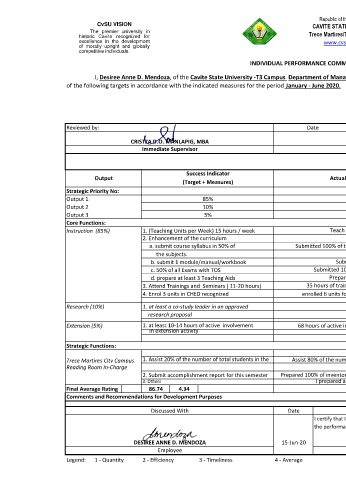 CvSU VISION
The premier university in
historic Cavite recognized for
excellence in the development
of morally upright and globally
competitive individuals.
Republic of th
CAVITE STATE
Trece Martires/T
www.cvs
INDIVIDUAL PERFORMANCE COMM
I, Desiree Anne D. Mendoza, of the Cavite State University -T3 Campus, Department of Mana
of the following targets in accordance with the indicated measures for the period January - June 2020.
Reviewed by: Date
MBA
Immediate Supervisor
Output Success Indicator (Target + Measures) Actual
Strategic Priority No:
Output 1 85%
Output 2 10%
Output 3 5%
Core Functions:
Instruction (85%) 1. (Teaching Units per Week) 15 hours / week Teach
2. Enhancement of the curriculum
a. submit course syllabus in 50% of Submitted 100% of t
the subjects
b. submit 1 module/manual/workbook Sub
c. 50% of all Exams with TOS Submitted 10
d. prepare at least 3 Teaching Aids Prepar
3. Attend Trainings and Seminars ( 11-20 hours) 35 hours of train
4. Enrol 3 units in CHED recognized enrolled 6 units fo
Research (10%) 1. at least a co-study leader in an approved
research proposal
Extension (5%) 1. at least 10-14 hours of active involvement 68 hours of active in
in extension activity
Strategic Functions:
Trece Martires City Campus 1. Assist 20% of the number of total students in the Assist 80% of the num
Reading Room In-Charge
2. Submit accomplishment report for this semester Prepared 100% of inventor
2. Others I prepared a
Final Average Rating 86.74 4.34
Comments and Recommendations for Development Purposes
Discussed With Date
I certify that I
the performa
DESIREE ANNE D. MENDOZA 15-Jun-20
Employee
Legend: 1 - Quantity 2 - Efficiency 3 - Timeliness 4 - Average